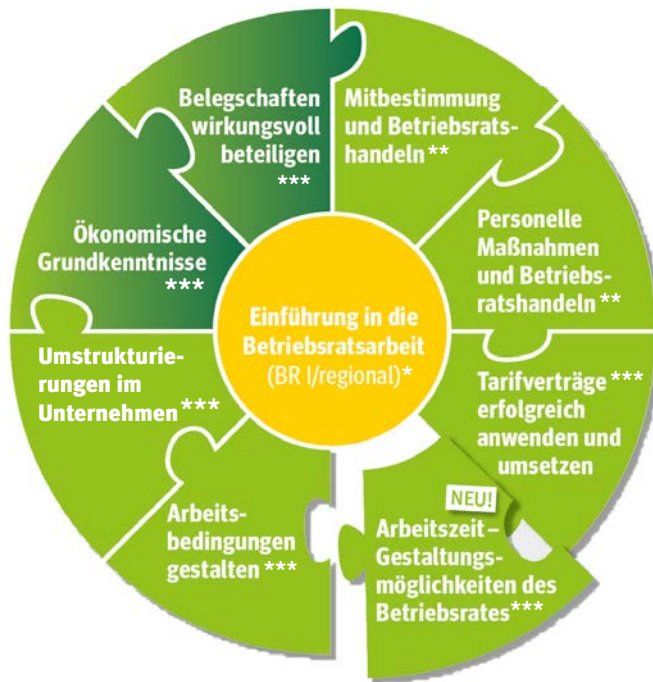 Belegschaften
wirkungsvoll
beteiligen
***
Mitbestimmung
und Betriebsrats-
handeln **
Personelle
Maßnahmen
und Betriebs-
ratshandeln **
Tarifverträge ***
erfolgreich
anwenden und
umsetzen
NEU!
Arbeitszeit –
Gestaltungs-
möglichkeiten des
Betriebsrates ***
Arbeits-
bedingungen
gestalten ***
Umstrukturie-
rungen im
Unternehmen ***
Ökonomische
Grundkenntnisse
***
Einführung in die
Betriebsratsarbeit
(BR I/regional)*